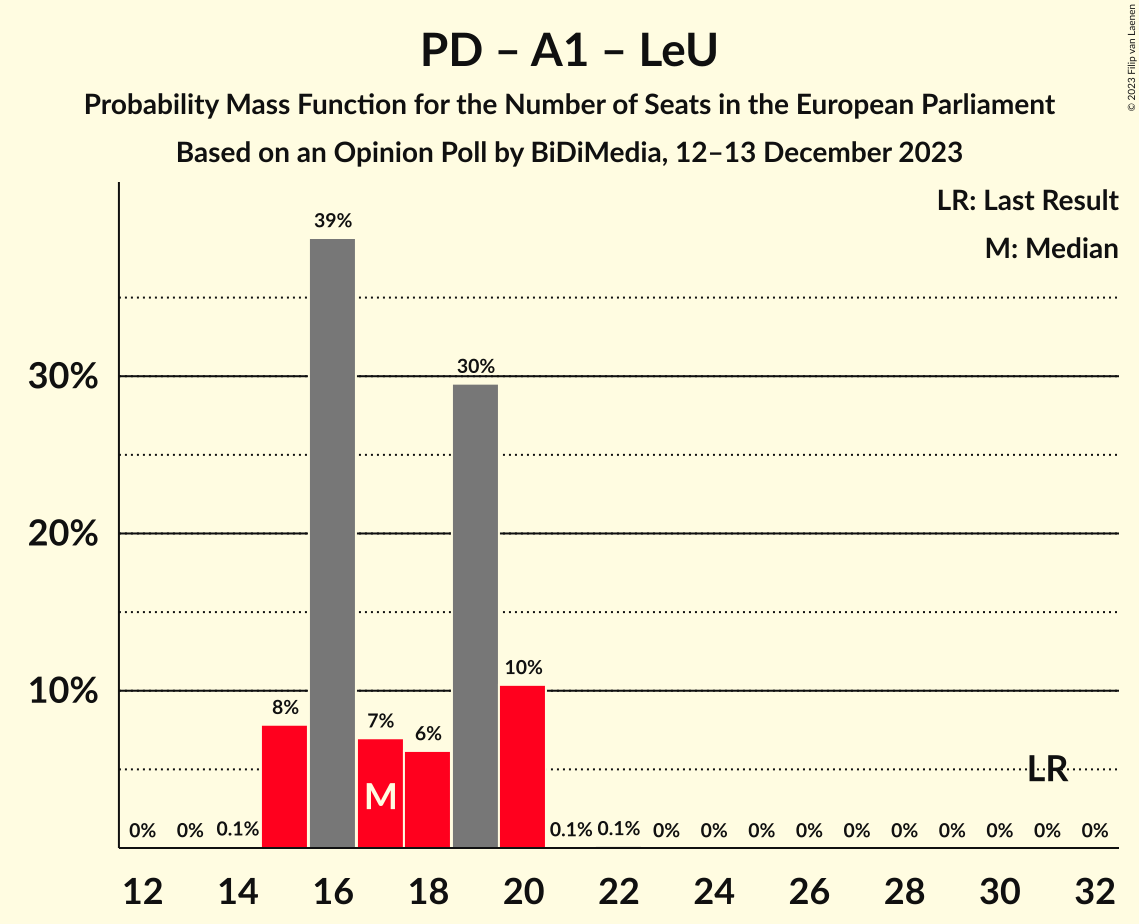 PD – A1 – LeU
Probability Mass Function for the Number of Seats in the European Parliament
Based on an Opinion Poll by BiDiMedia, 12–13 December 2023
© 2023 Filip van Laenen
LR: Last Result
M: Median
39%
30%
30%
20%
10%
10%
8%
7%
6%
M
LR
0% 0% 0.1% 0.1% 0.1% 0% 0% 0% 0% 0% 0% 0% 0% 0% 0%
12 14 16 18 20 22 24 26 28 30 32